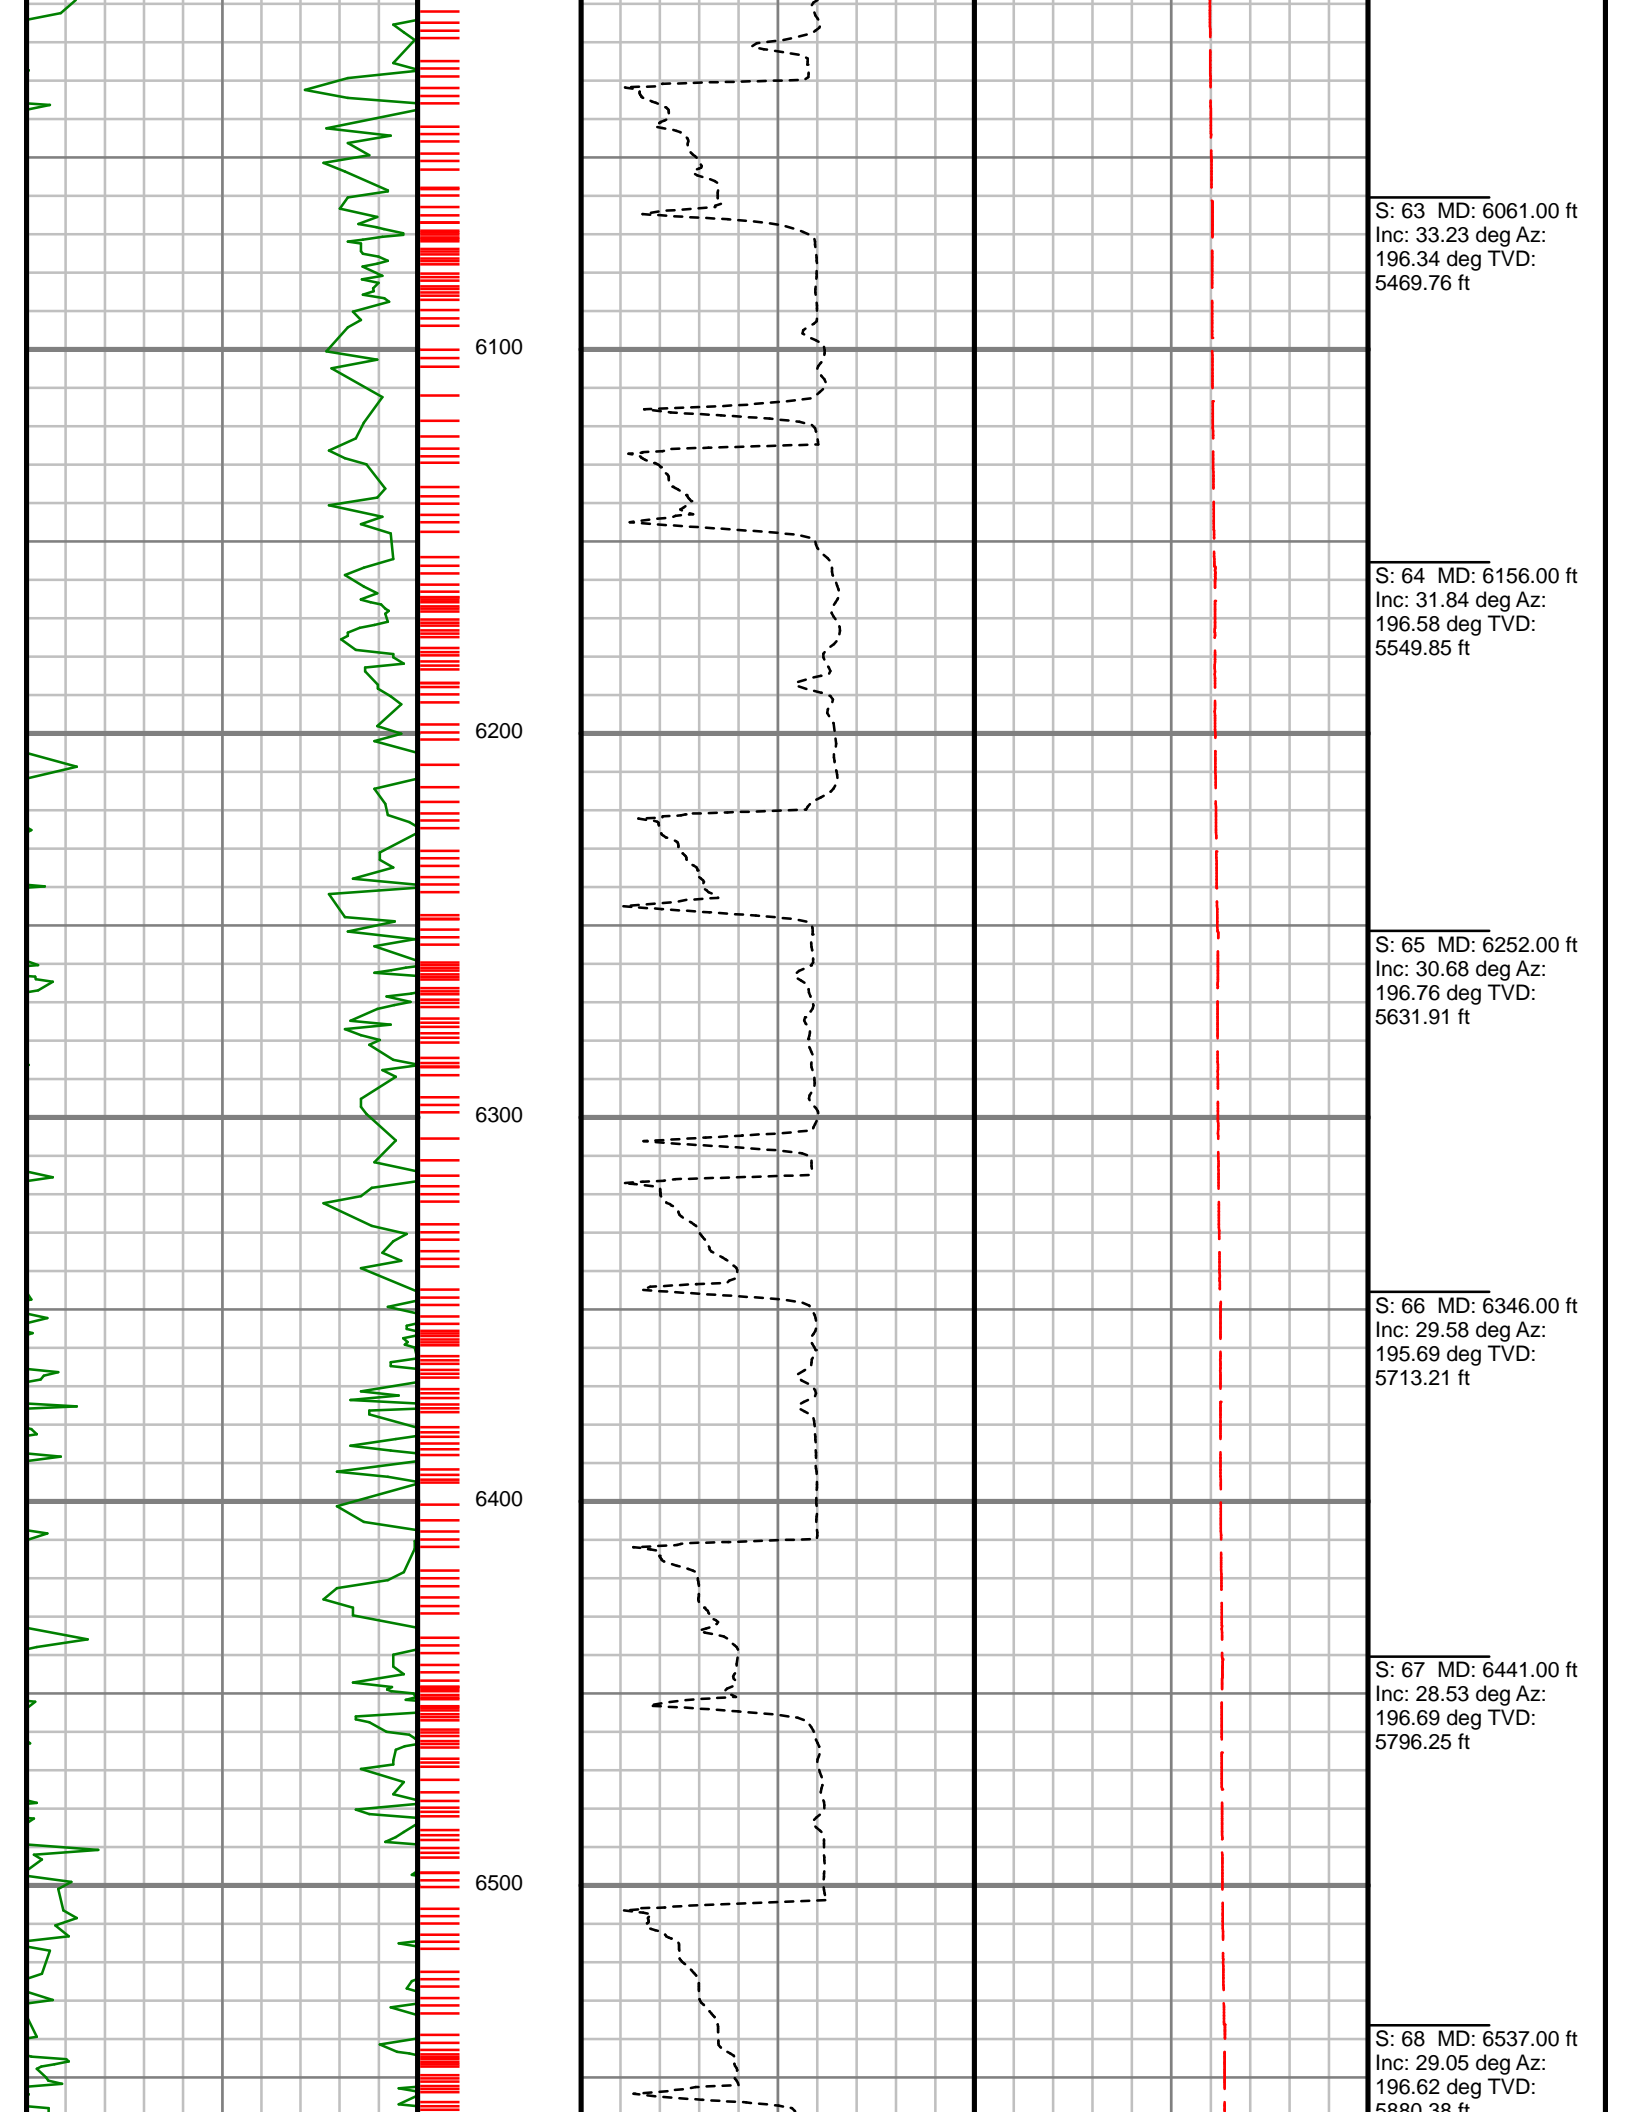 S: 63 MD: 6061.00 ft
Inc: 33.23 deg Az:
196.34 deg TVD:
5469.76 ft
6100
S: 64 MD: 6156.00 ft
Inc: 31.84 deg Az:
196.58 deg TVD:
5549.85 ft
6200
S: 65 MD: 6252.00 ft
Inc: 30.68 deg Az:
196.76 deg TVD:
5631.91 ft
6300
S: 66 MD: 6346.00 ft
Inc: 29.58 deg Az:
195.69 deg TVD:
5713.21 ft
6400
S: 67 MD: 6441.00 ft
Inc: 28.53 deg Az:
196.69 deg TVD:
5796.25 ft
6500
S: 68 MD: 6537.00 ft
Inc: 29.05 deg Az:
196.62 deg TVD:
5880.38 ft